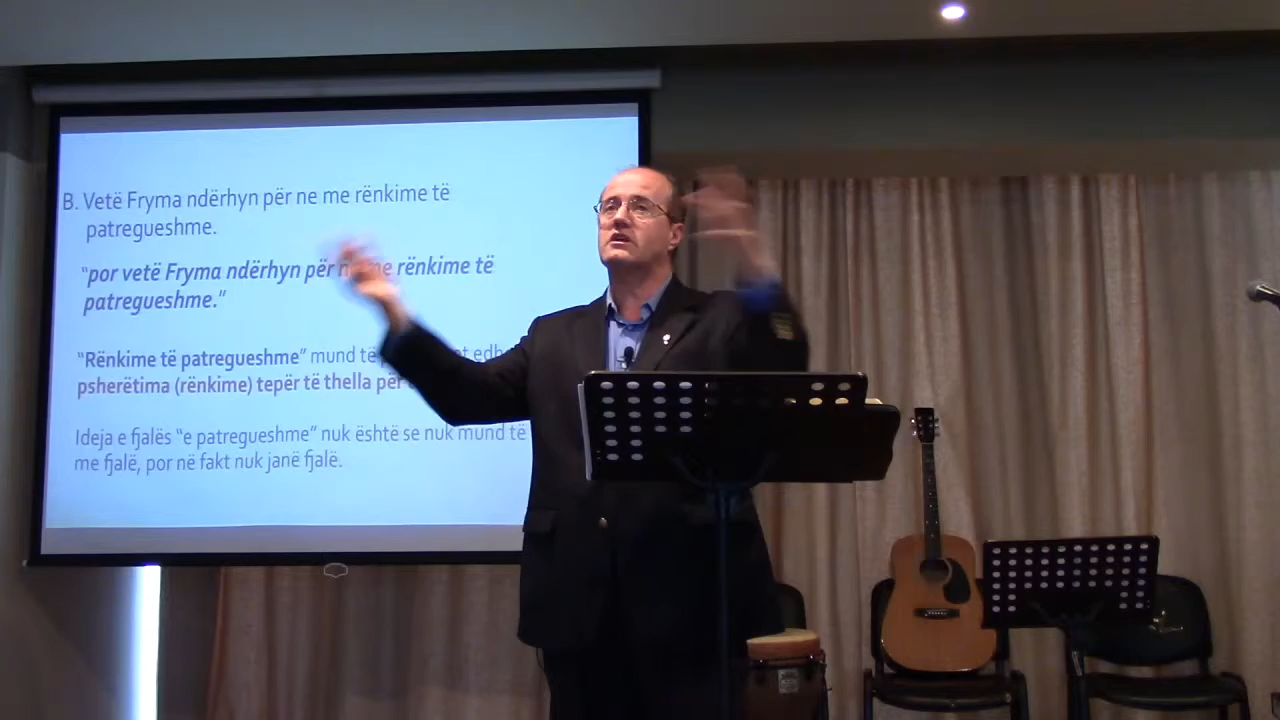 B. Vetë Fryma ndërhyn për ne me rënkime të
patregueshme.
"por vetë Fryma ndërhyn për me rënkime të
patregueshme."
"Rënkime të patregueshme" mund të
psherëtima (rënkime) tepër të thella për
Ideja e fjalës "e patregueshme" nuk është se nuk mund të
me fjalë, por në fakt nuk janë fjalë.